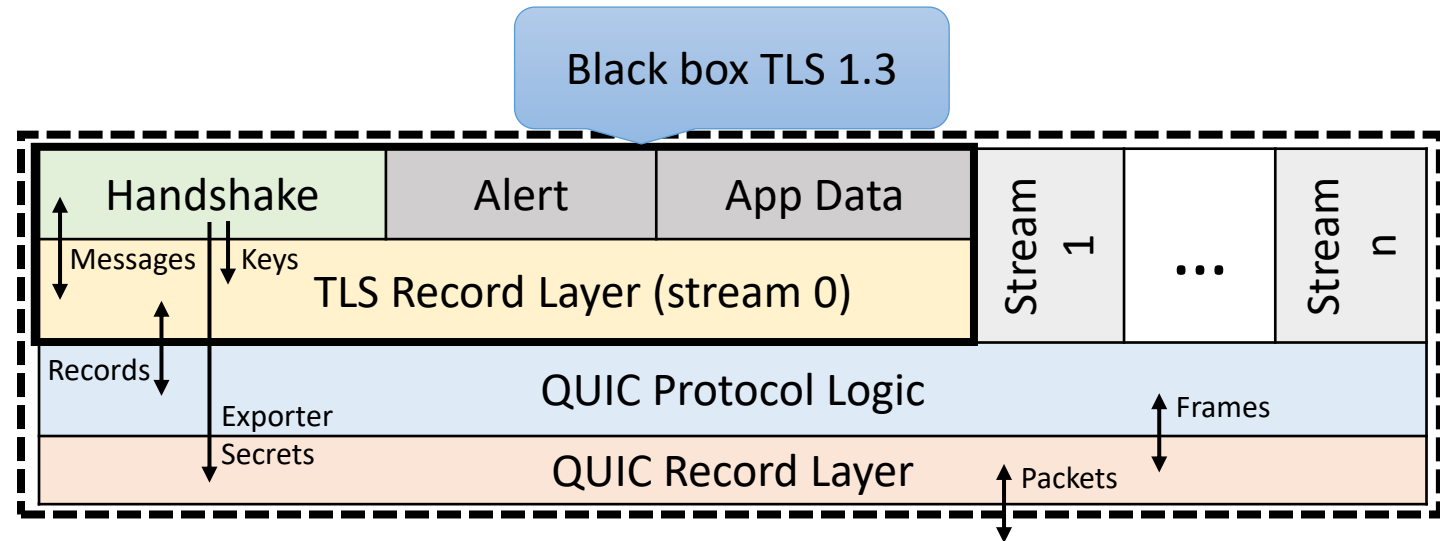 Black box TLS 1.3
Handshake
Alert
App Data
Stream
1
...
Stream
n
Messages
Keys
TLS Record Layer (stream 0)
Records
QUIC Protocol Logic
Exporter
Frames
Secrets
QUIC Record Layer
Packets